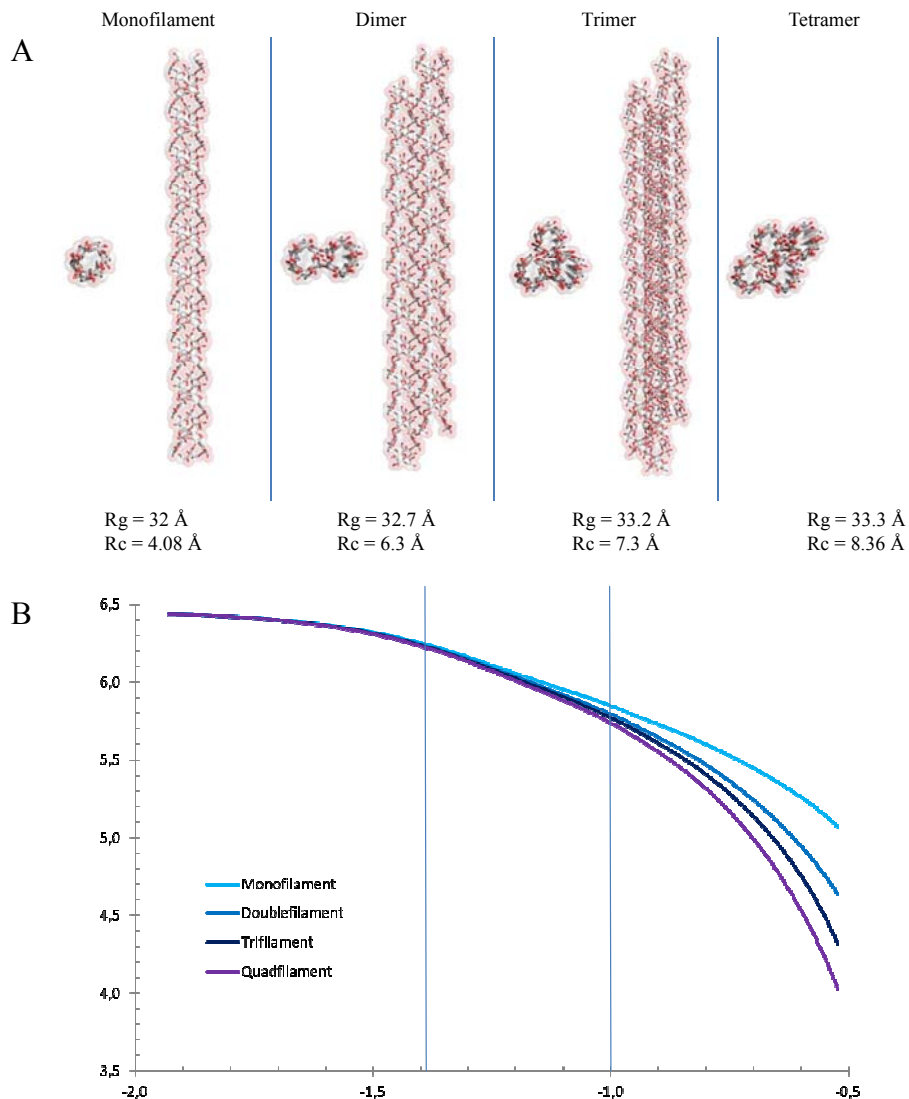 Monofilament Dimer Trimer Tetramer
A
Rg = 32 Å Rg = 32.7 Å Rg = 33.2 Å Rg = 33.3 Å
Rc = 4.08 Å Rc = 6.3 Å Rc = 7.3 Å Rc = 8.36 Å
B
6,5
6,0
5,5
5,0
4,5
4,0
3,5
Monofilament
Doublefilament
Trifilament
Quadfilament
-2,0 -1,5 -1,0 -0,5